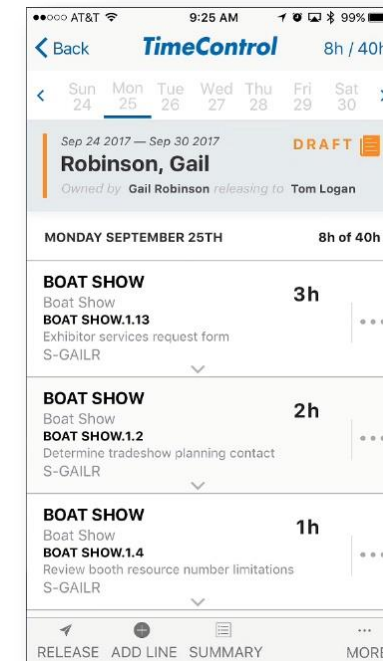 AT&T 9:25 AM 99%
Back TimeControl 8h / 40h
Sun Mon Tue Wed Thu Fri Sat
24 25 26 27 28 29 30
Sep 24 2017 — Sep 30 2017
DRAFT
Robinson, Gail
Owned by Gail Robinson releasing to Tom Logan
MONDAY SEPTEMBER 25TH 8h of 40h
BOAT SHOW
Boat Show
3h
BOAT SHOW.1.13
Exhibitor services request form
S-GAILR
BOAT SHOW
Boat Show
2h
BOAT SHOW.1.2
Determine tradeshow planning contact
S-GAILR
BOAT SHOW
Boat Show
1h
BOAT SHOW.1.4
Review booth resource number limitations
S-GAILR
RELEASE ADD LINE SUMMARY MORE